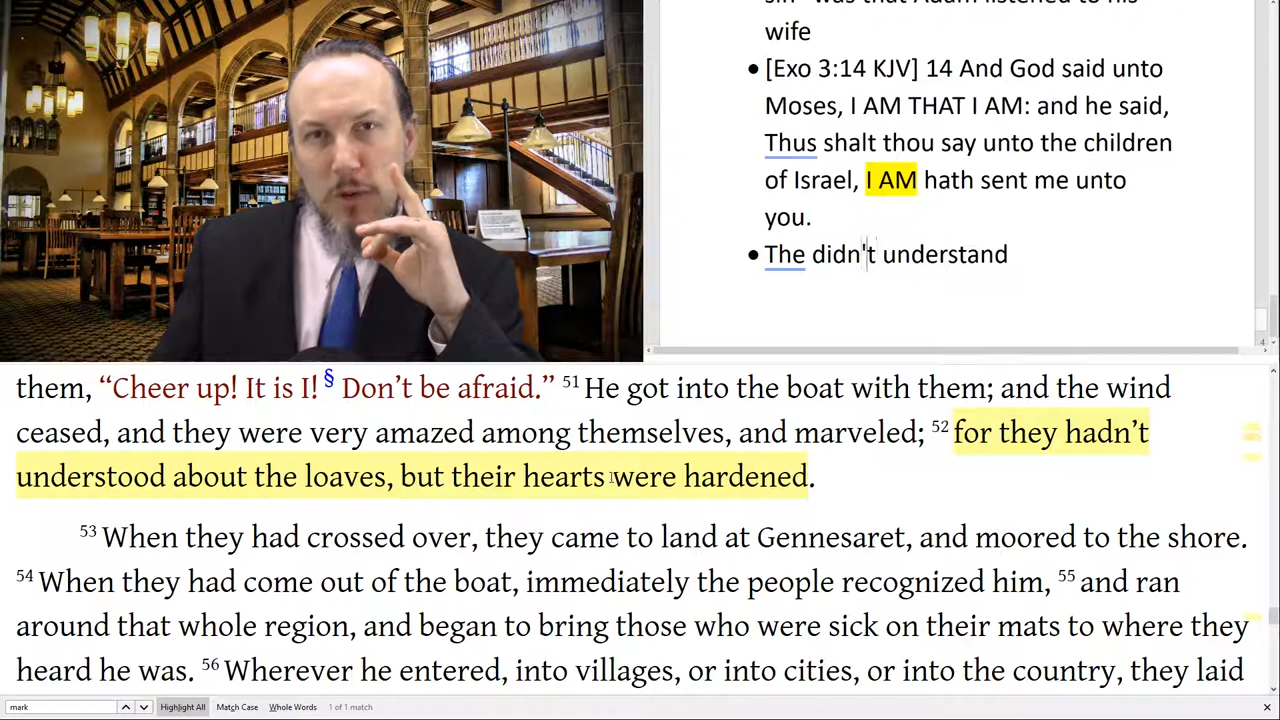 sin" was that Adam listened to his
wife
• [Exo 3:14 KJV] 14 And God said unto
Moses, I AM THAT I AM: and he said,
Thus shalt thou say unto the children
of Israel, I AM hath sent me unto
you.
• The didn't understand
4
them, “Cheer up! It is I!§ Don’t be afraid.” 51 He got into the boat with them; and the wind
ceased, and they were very amazed among themselves, and marveled; 52 for they hadn’t
understood about the loaves, but their hearts were hardened.
53 When they had crossed over, they came to land at Gennesaret, and moored to the shore.
54 When they had come out of the boat, immediately the people recognized him, 55 and ran
around that whole region, and began to bring those who were sick on their mats to where they
heard he was. 56 Wherever he entered, into villages, or into cities, or into the country, they laid
mark Highlight All Match Case Whole Words 1 of 1 match